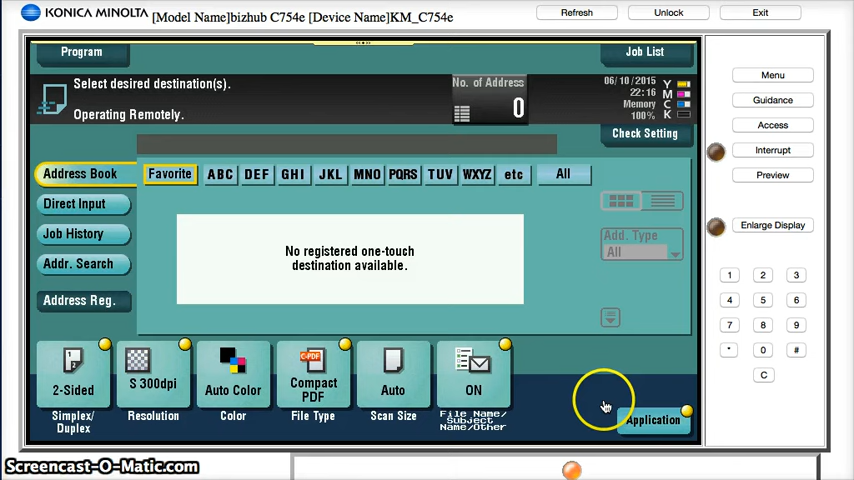 KONICA MINOLTA [Model Name]bizhub C754e [Device Name]KM_C754e
Refresh
Unlock
Exit
Program
Job List
Select desired destination(s).
No. of Address
0
06/10/2015
22:16
Memory
100%
Y
M
C
K
Operating Remotely.
Check Setting
Address Book
Favorite
ABC
DEF
GHI
JKL
MNO
PQRS
TUV
WXYZ
etc
All
Direct Input
Job History
Addr. Search
Address Reg.
No registered one-touch
destination available.
Add. Type
All
1
2
2-Sided
Simplex/
Duplex
S 300dpi
Resolution
Auto Color
Color
C-PDF
Compact
PDF
File Type
Auto
Scan Size
ON
File Name/
Subject
Name/Other
Application
Menu
Guidance
Access
Interrupt
Preview
Enlarge Display
1 2 3
4 5 6
7 8 9
* 0 #
C
Screencast-O-Matic.com